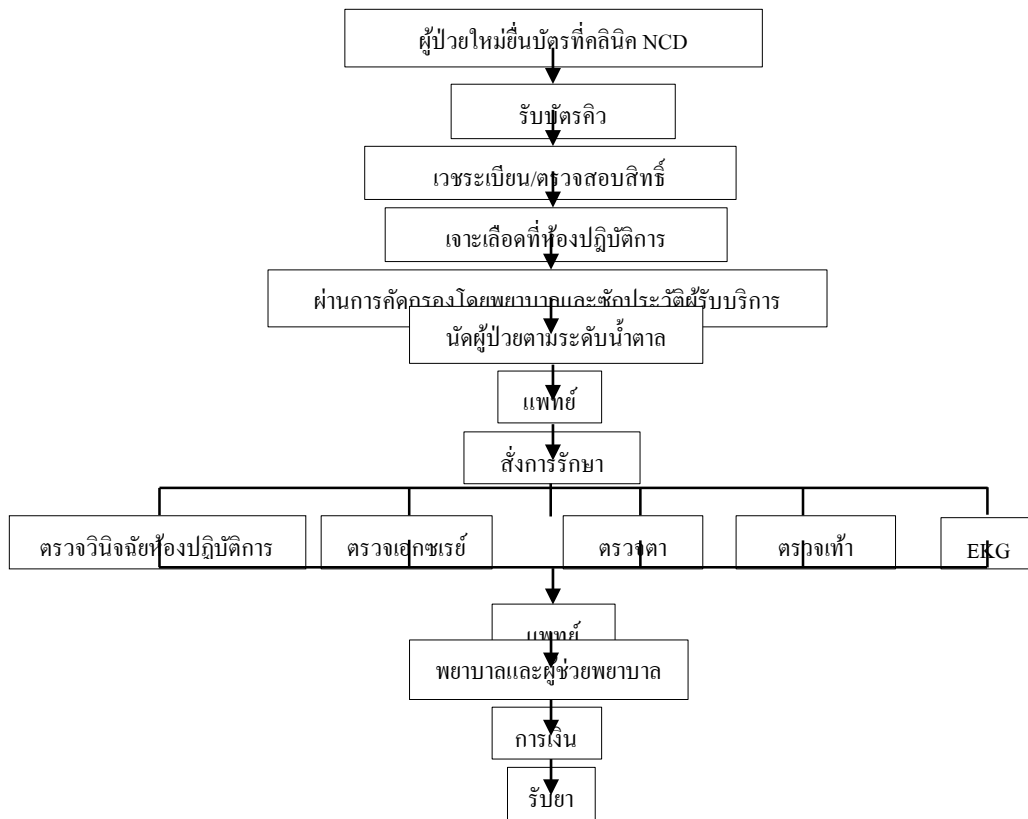 ผู้ป่วยใหม่ยื่นบัตรที่คลินิค NCD
รับบัตรคิว
เวชระเบียน/ตรวจสอบสิทธิ์
เจาะเลือดที่ห้องปฏิบัติการ
ผ่านการคัดกรองโดยพยาบาลและซักประวัติผู้รับบริการ
นัดผู้ป่วยตามระดับน้ำตาล
แพทย์
สั่งการรักษา
ตรวจวินิจฉัยห้องปฏิบัติการ
ตรวจเอกซเรย์
ตรวจตา
ตรวจเท้า
EKG
แพทย์
พยาบาลและผู้ช่วยพยาบาล
การเงิน
รับยา